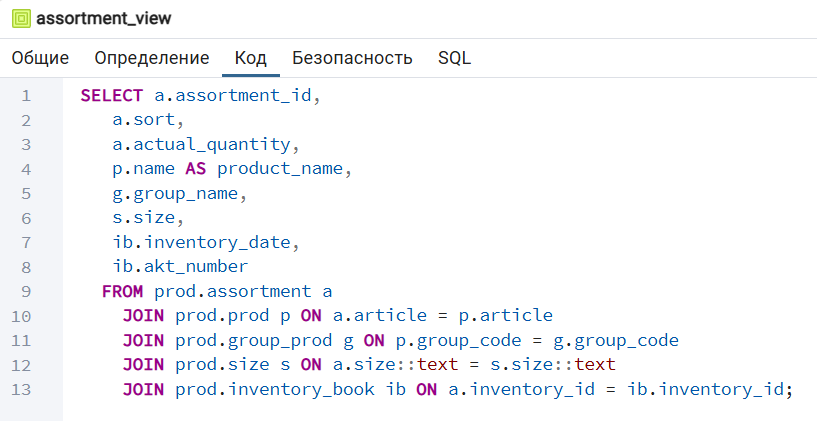 assortment_view
Общие Определение Код Безопасность SQL
1 SELECT a.assortment_id,
2 a.sort,
3 a.actual_quantity,
4 p.name AS product_name,
5 g.group_name,
6 s.size,
7 ib.inventory_date,
8 ib.akt_number
9 FROM prod.assortment a
10 JOIN prod.prod p ON a.article = p.article
11 JOIN prod.group_prod g ON p.group_code = g.group_code
12 JOIN prod.size s ON a.size::text = s.size::text
13 JOIN prod.inventory_book ib ON a.inventory_id = ib.inventory_id;